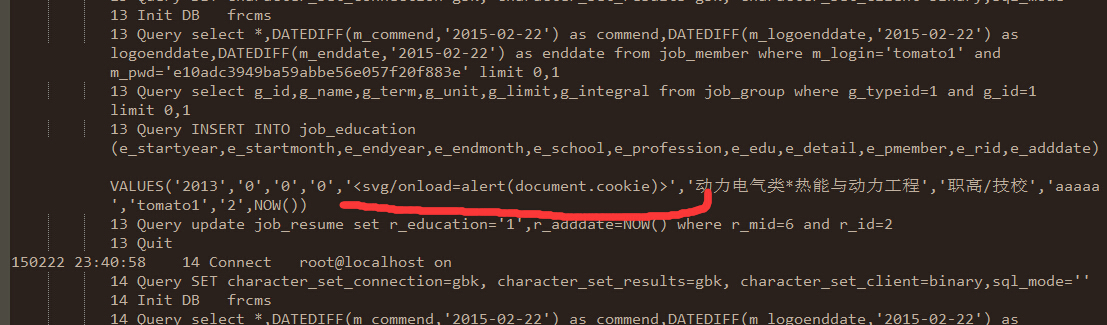 13 Init DB frcms
13 Query select *,DATEDIFF(m_commend,'2015-02-22') as commend,DATEDIFF(m_logoenddate,'2015-02-22') as
logoenddate,DATEDIFF(m_enddate,'2015-02-22') as enddate from job_member where m_login='tomato1' and
m_pwd='e10adc3949ba59abbe56e057f20f883e' limit 0,1
13 Query select g_id,g_name,g_term,g_unit,g_limit,g_integral from job_group where g_typeid=1 and g_id=1
limit 0,1
13 Query INSERT INTO job_education
(e_startyear,e_startmonth,e_endyear,e_endmonth,e_school,e_profession,e_edu,e_detail,e_pmember,e_rid,e_adddate)
VALUES('2013','0','0','0','<svg/onload=alert(document.cookie)>','动力电气类*热能与动力工程','职高/技校','aaaaa
','tomato1','2',NOW())
13 Query update job_resume set r_education='1',r_adddate=NOW() where r_mid=6 and r_id=2
13 Quit
150222 23:40:58 14 Connect root@localhost on
14 Query SET character_set_connection=gbk, character_set_results=gbk, character_set_client=binary,sql_mode=''
14 Init DB frcms
14 Query select *,DATEDIFF(m_commend,'2015-02-22') as commend,DATEDIFF(m_logoenddate,'2015-02-22') as